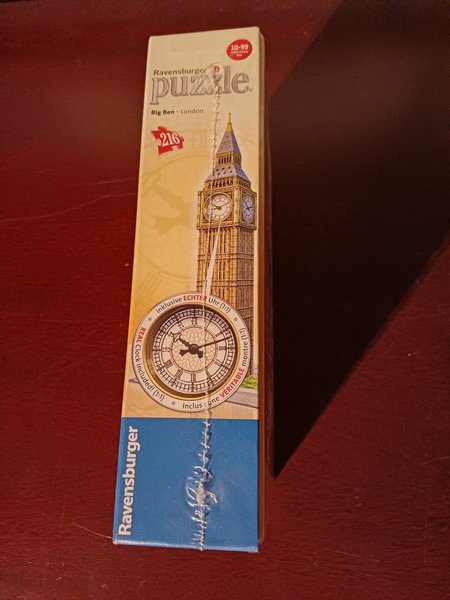 10-99
Ravensburger 3D
puzzle®
Big Ben - London
216
inklusive ECHTER Uhr (1:1)
REAL Clock included! (1:1)
Inclus - une VÉRITABLE montre (1:1)
Ravensburger